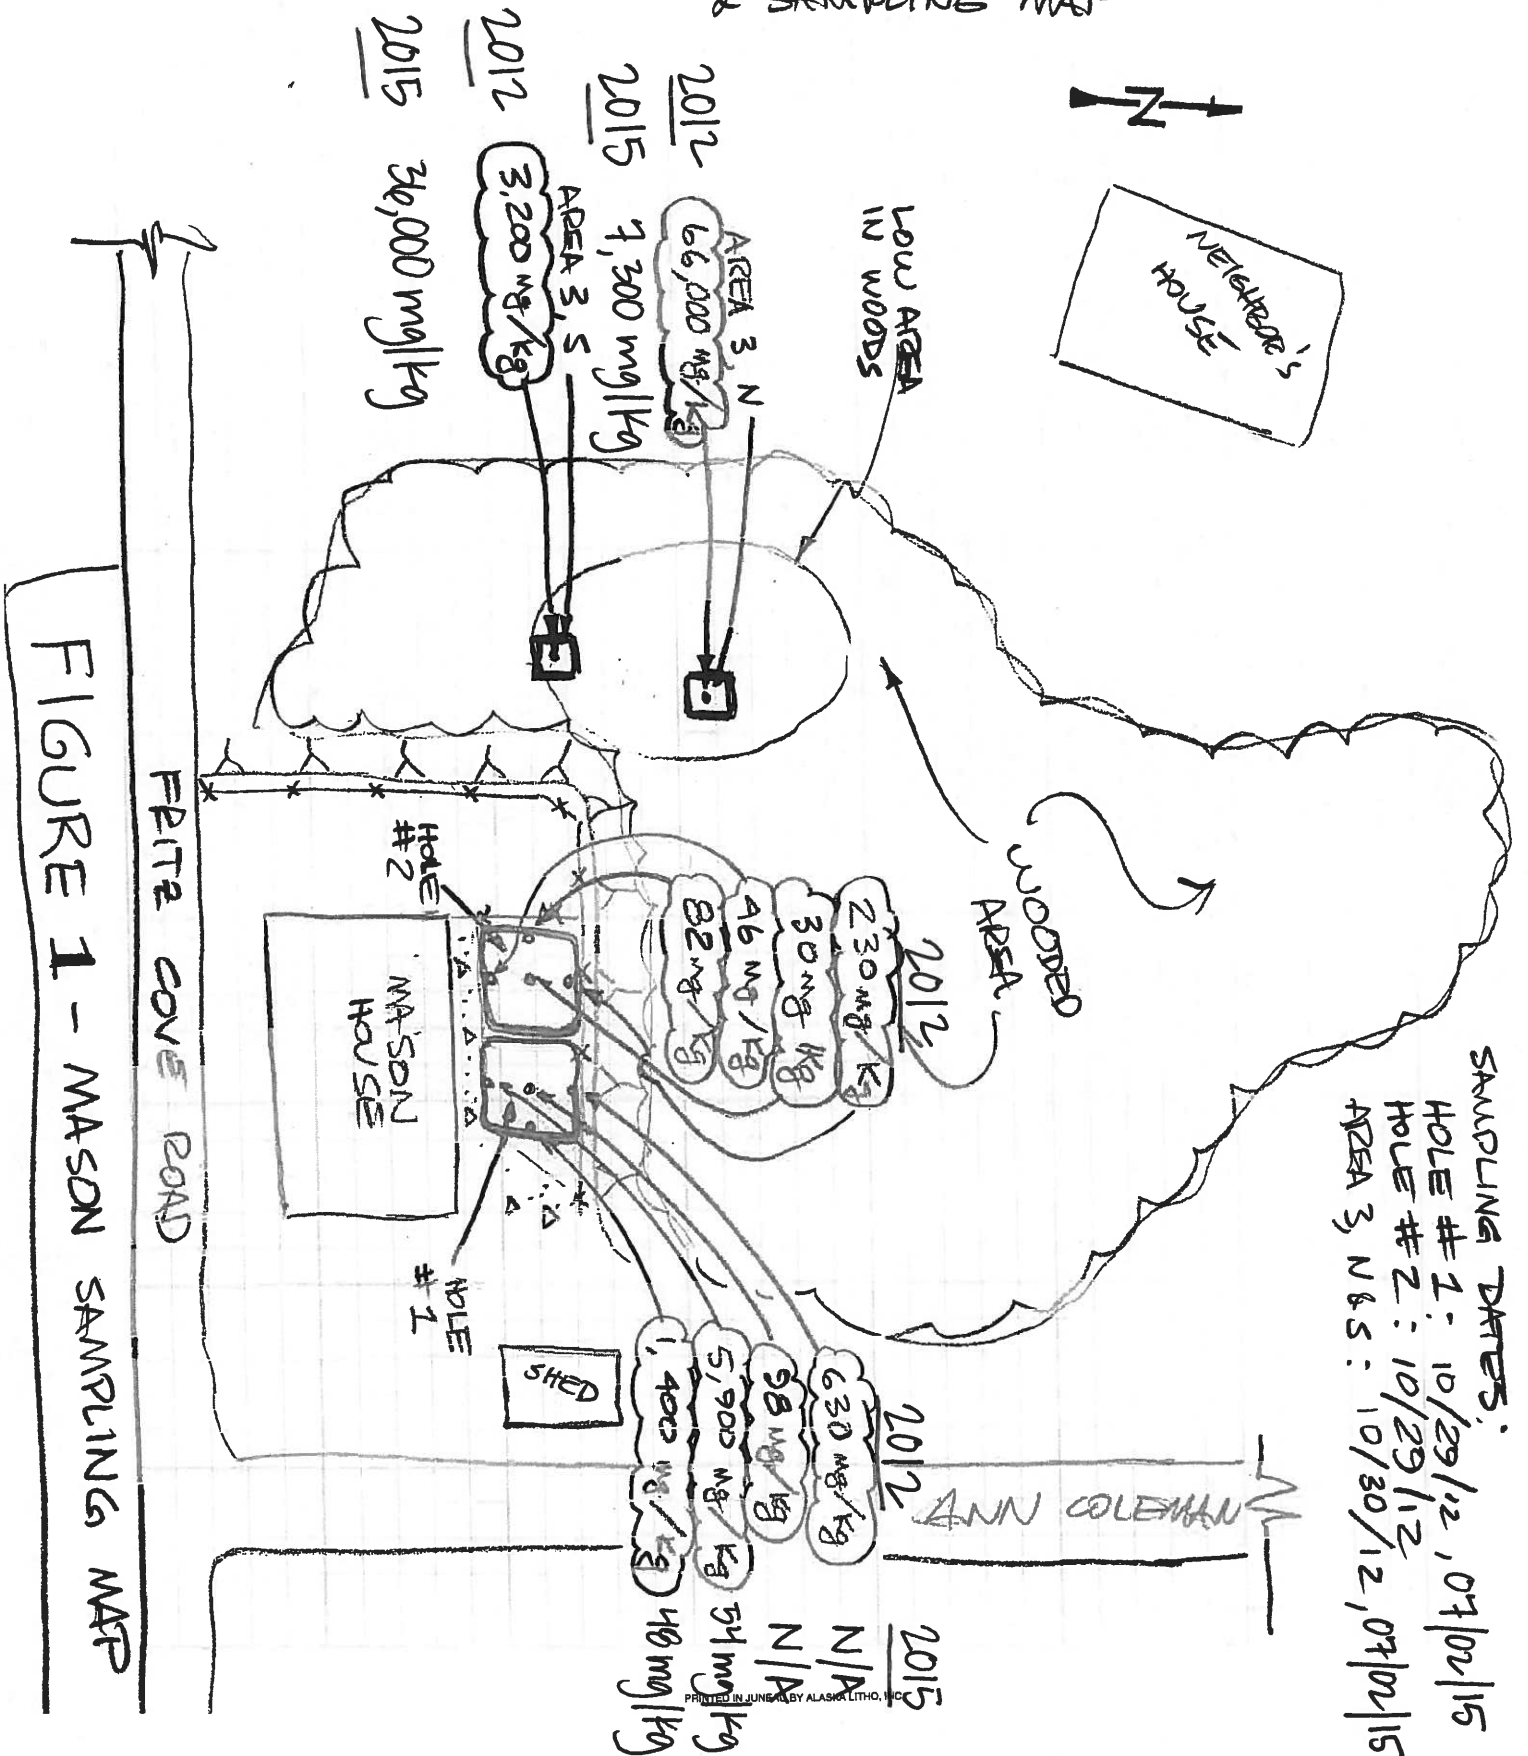 & SAMPLING MAP
N
NEIGHBOR'S
HOUSE
LOW AREA
IN WOODS
SAMPLING DATES:
HOLE #1: 10/29/12, 07/02/15
HOLE #2: 10/29/12
AREA 3, N&S: 10/30/12, 07/02/15
AREA 3, N
2012
66,000 mg/kg
2015 7,300 mg/kg
AREA 3, S
2012
3,200 mg/kg
2015 36,000 mg/kg
WOODED
AREA
2012
230 mg/kg
30 mg/kg
46 mg/kg
82 mg/kg
HOLE
#2
MASON
HOUSE
HOLE
#1
SHED
2012
630 mg/kg
98 mg/kg
5,900 mg/kg
1,400 mg/kg
2015
N/A
N/A
54 mg/kg
48 mg/kg
ANN COLEMAN
FRITZ COVE ROAD
FIGURE 1 - MASON SAMPLING MAP
PRINTED IN JUNEAU BY ALASKA LITHO, INC.